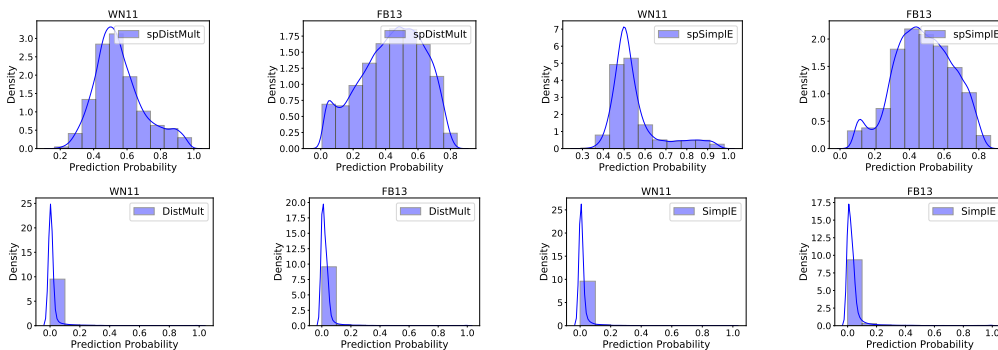 WN11
spDistMult
Density
3.0
2.5
2.0
1.5
1.0
0.5
0.0
0.2 0.4 0.6 0.8 1.0
Prediction Probability
FB13
spDistMult
Density
1.75
1.50
1.25
1.00
0.75
0.50
0.25
0.00
0.0 0.2 0.4 0.6 0.8
Prediction Probability
WN11
spSimplE
Density
7
6
5
4
3
2
1
0
0.3 0.4 0.5 0.6 0.7 0.8 0.9 1.0
Prediction Probability
FB13
spSimplE
Density
2.0
1.5
1.0
0.5
0.0
0.0 0.2 0.4 0.6 0.8
Prediction Probability
WN11
DistMult
Density
25
20
15
10
5
0
0.0 0.2 0.4 0.6 0.8 1.0
Prediction Probability
FB13
DistMult
Density
20.0
17.5
15.0
12.5
10.0
7.5
5.0
2.5
0.0
0.0 0.2 0.4 0.6 0.8 1.0
Prediction Probability
WN11
SimplE
Density
25
20
15
10
5
0
0.0 0.2 0.4 0.6 0.8 1.0
Prediction Probability
FB13
SimplE
Density
17.5
15.0
12.5
10.0
7.5
5.0
2.5
0.0
0.0 0.2 0.4 0.6 0.8 1.0
Prediction Probability